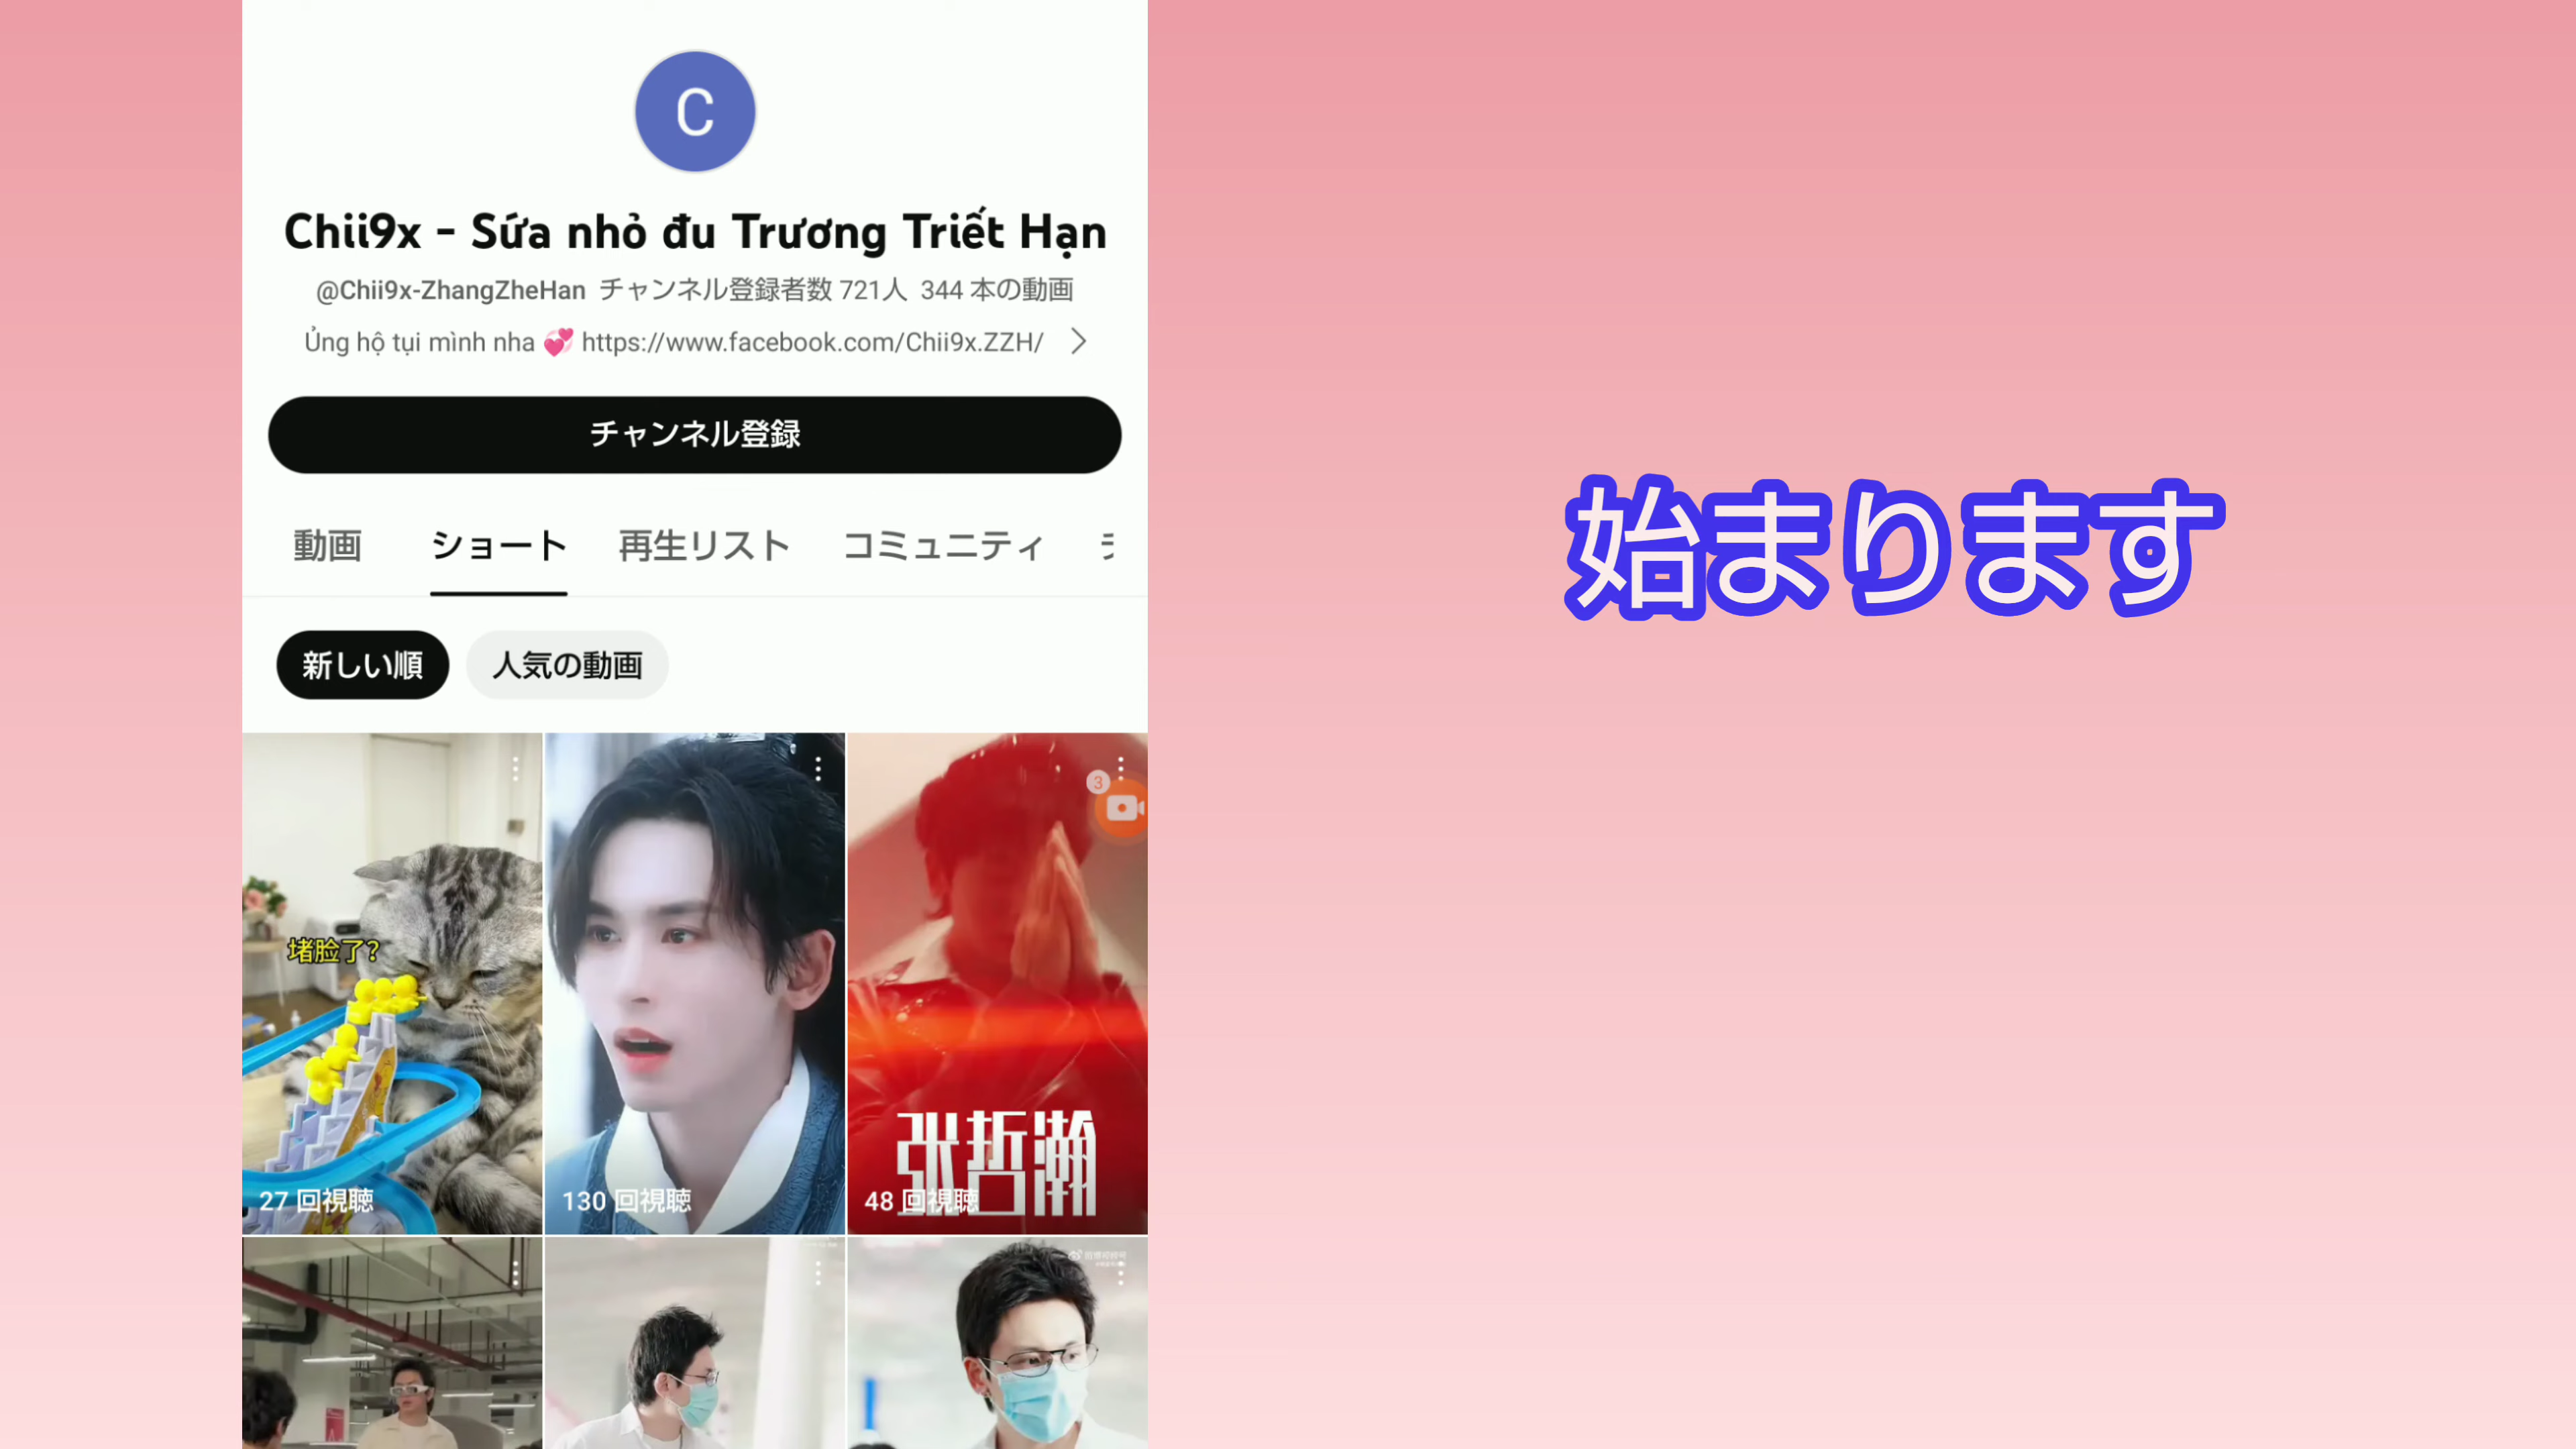 C
Chii9x - Sứa nhỏ đu Trương Triết Hạn
@Chii9x-ZhangZheHan チャンネル登録者数 721人 344 本の動画
Ủng hộ tụi mình nha 💞 https://www.facebook.com/Chii9x.ZZH/
チャンネル登録
動画 ショート 再生リスト コミュニティ
新しい順 人気の動画
始まります
3
堵脸了?
张哲瀚
27 回視聴 130 回視聴 48 回視聴